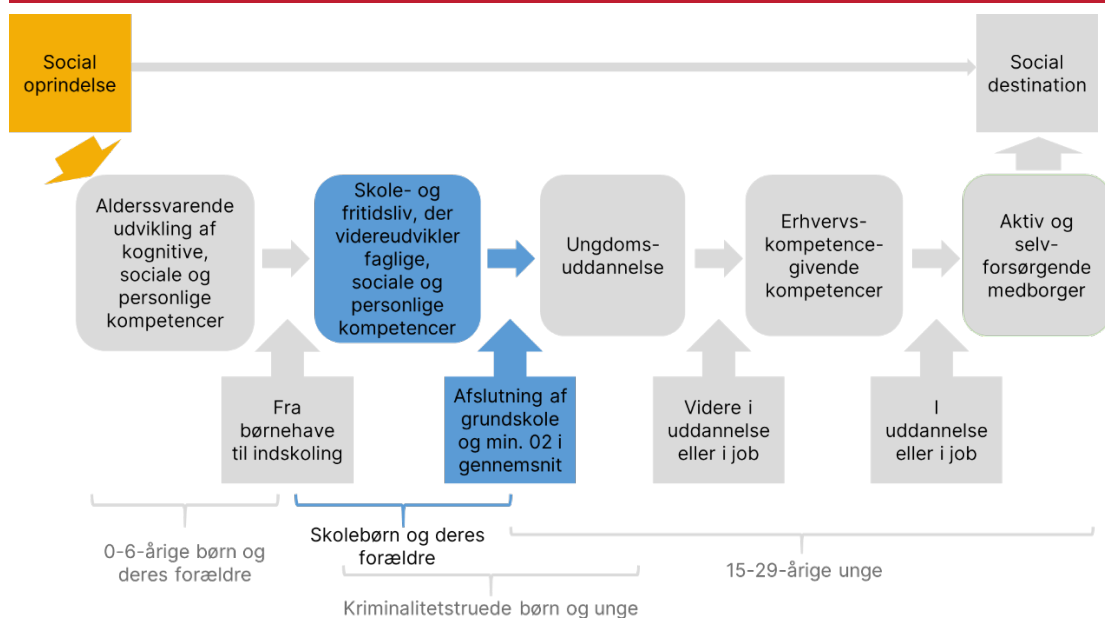 Social
oprindelse
Social
destination
Alderssvarende
udvikling af
kognitive,
sociale og
personlige
kompetencer
Skole- og
fritidsliv, der
videreudvikler
faglige,
sociale og
personlige
kompetencer
Ungdoms-
uddannelse
Erhvervs-
kompetence-
givende
kompetencer
Aktiv og
selv-
forsørgende
medborger
Fra
børnehave
til indskoling
Afslutning af
grundskole
og min. 02 i
gennemsnit
Videre i
uddannelse
eller i job
I
uddannelse
eller i job
0-6-årige børn og
deres forældre
Skolebørn og deres
forældre
15-29-årige unge
Kriminalitetstruede børn og unge